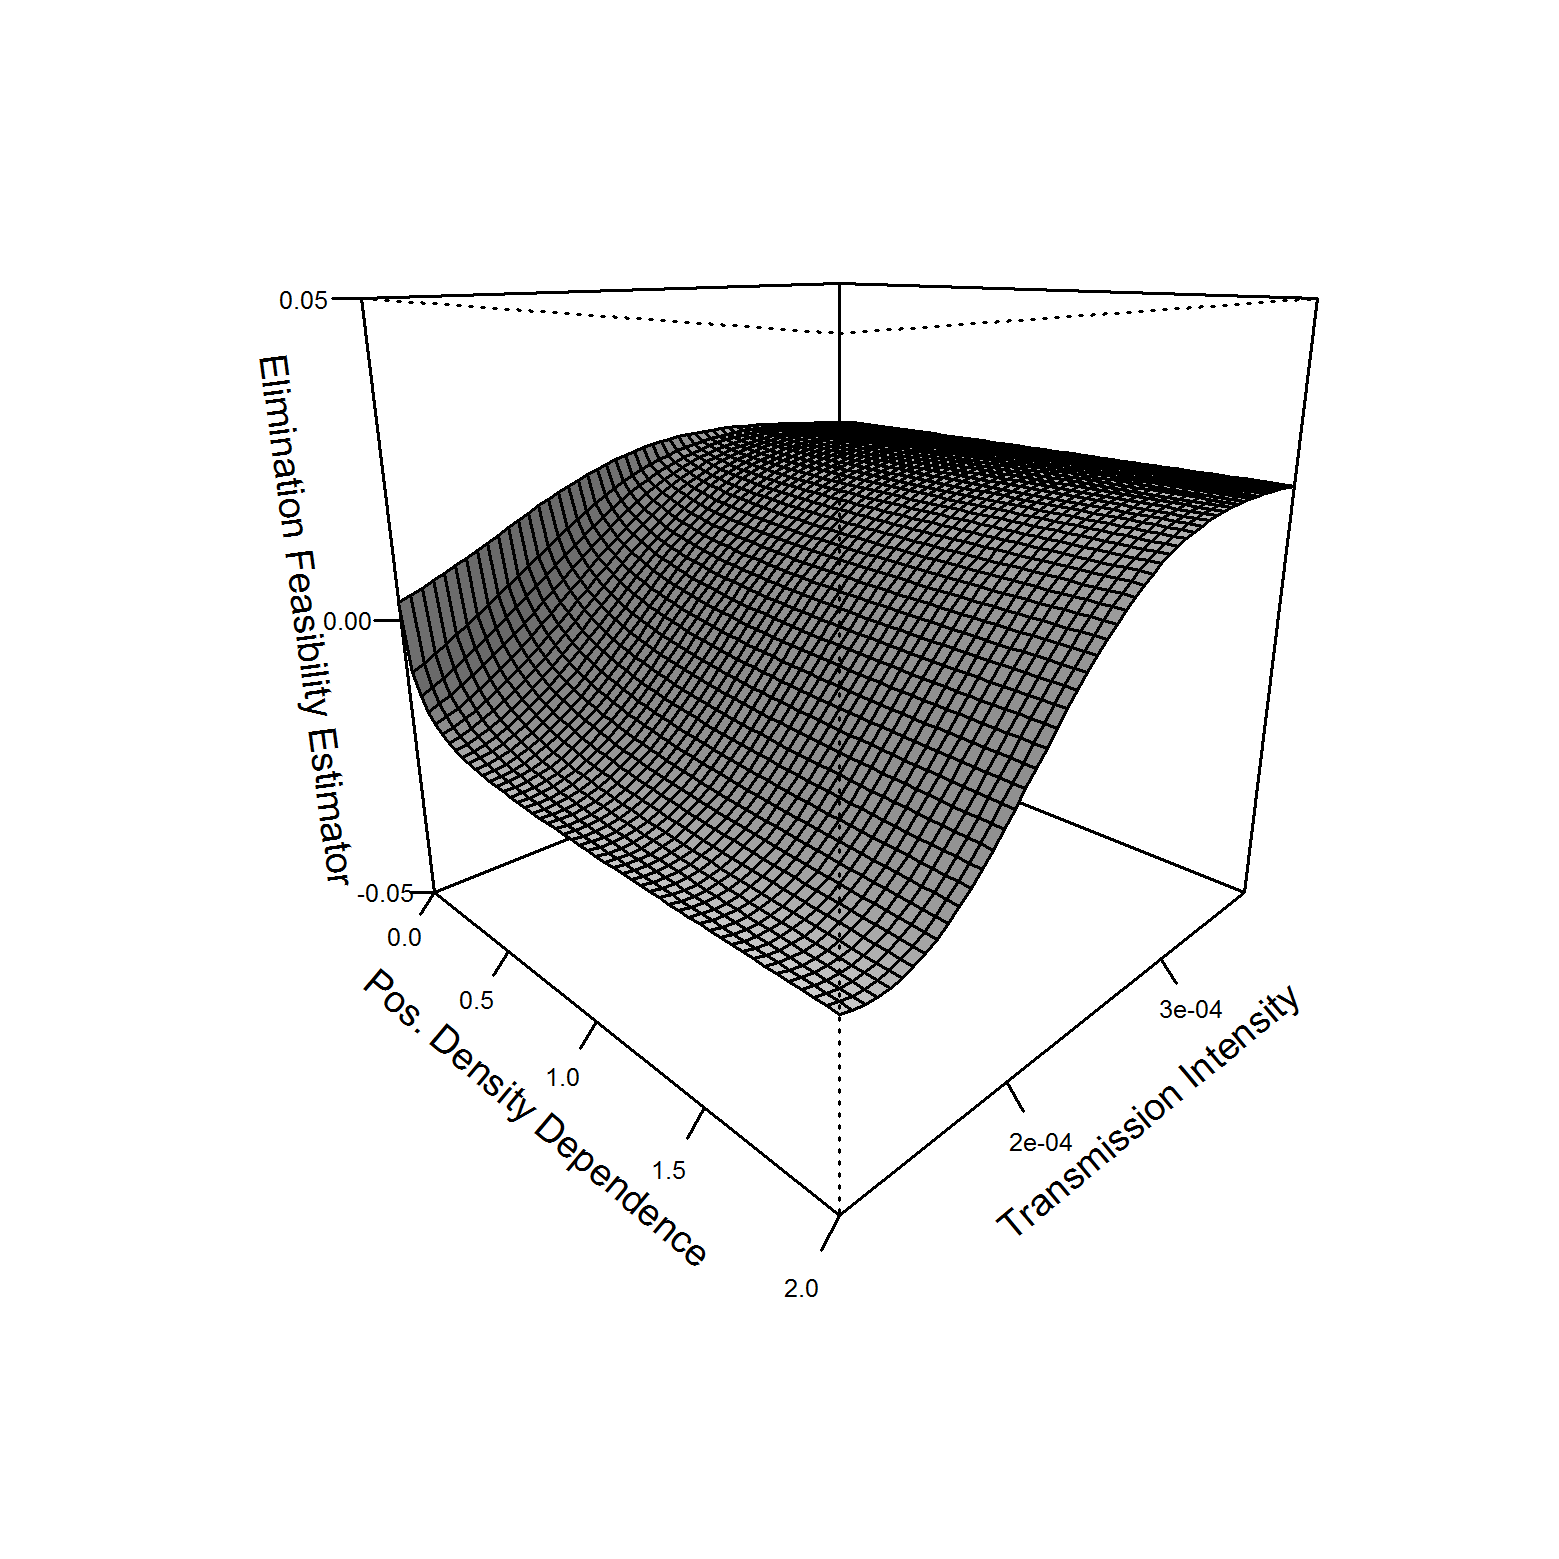 0.05
Elimination Feasibility Estimator
0.00
-0.05
0.0
0.5
1.0
1.5
2.0
Pos. Density Dependence
2e-04
3e-04
Transmission Intensity